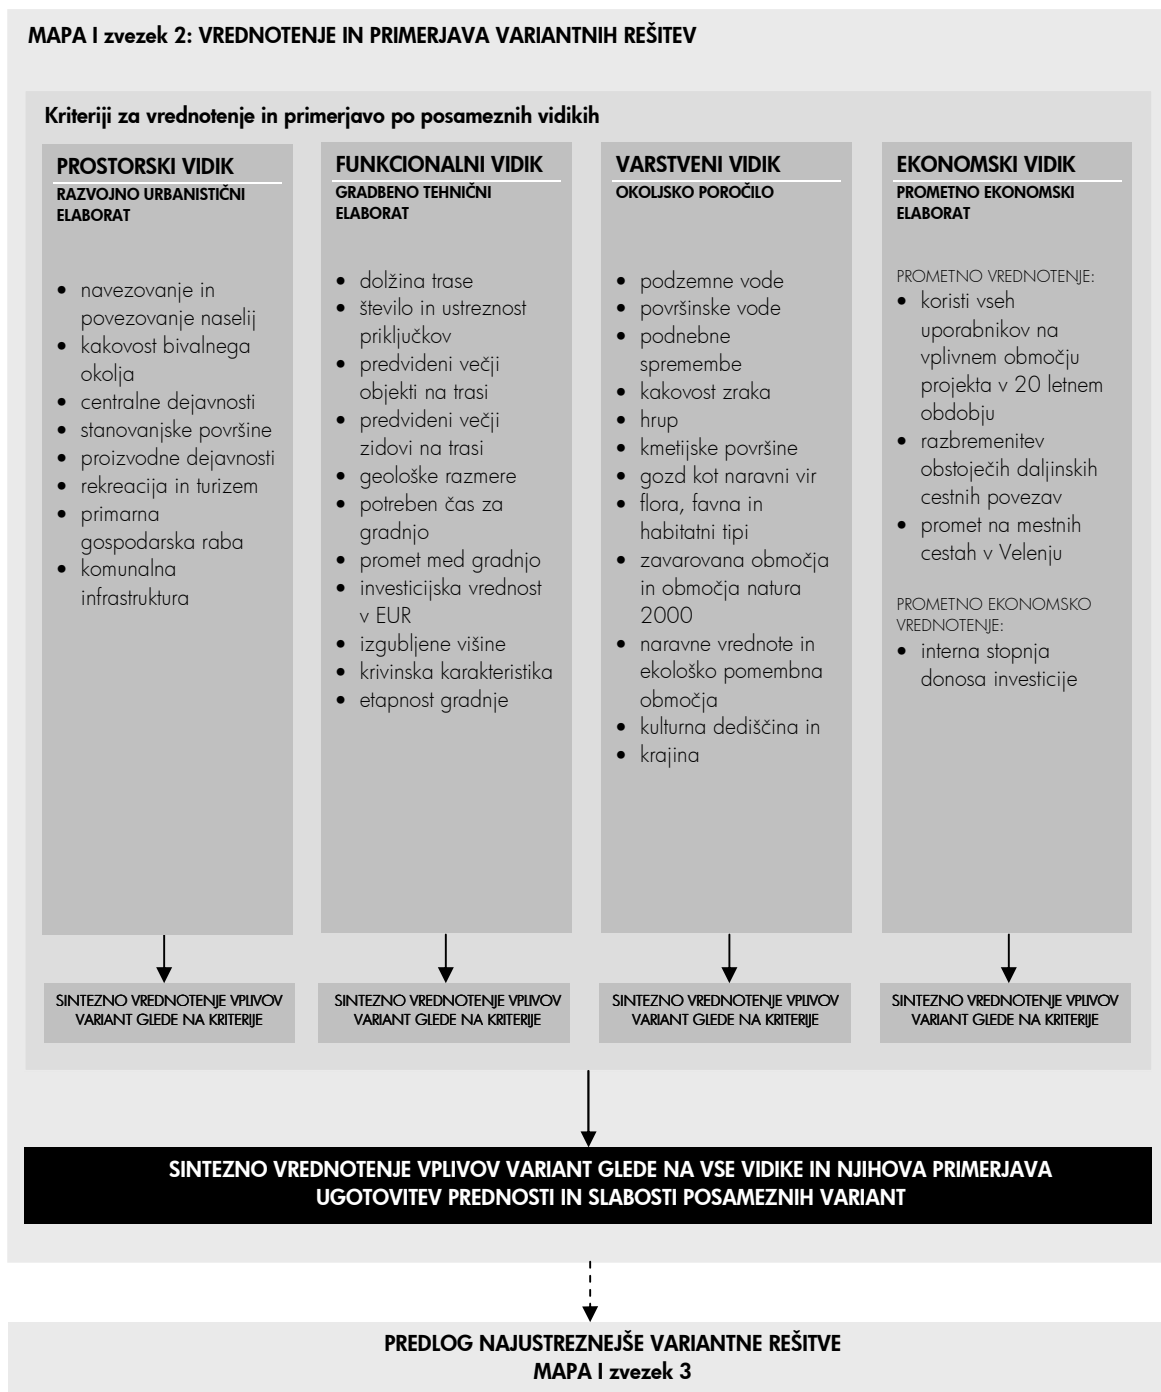 MAPA I zvezek 2: VREDNOTENJE IN PRIMERJAVA VARIANTNIH REŠITEV
Kriteriji za vrednotenje in primerjavo po posameznih vidikih
PROSTORSKI VIDIK
RAZVOJNO URBANISTIČNI
ELABORAT
• navezovanje in
povezovanje naselij
• kakovost bivalnega
okolja
• centralne dejavnosti
• stanovanjske površine
• proizvodne dejavnosti
• rekreacija in turizem
• primarna
gospodarska raba
• komunalna
infrastruktura
SINTEZNO VREDNOTENJE VPLIVOV
VARIANT GLEDE NA KRITERIJE
FUNKCIONALNI VIDIK
GRADBENO TEHNIČNI
ELABORAT
• dolžina trase
• število in ustreznost
priključkov
• predvideni večji
objekti na trasi
• predvideni večji
zidovi na trasi
• geološke razmere
• potreben čas za
gradnjo
• promet med gradnjo
• investicijska vrednost
v EUR
• izgubljene višine
• krivinska karakteristika
• etapnost gradnje
SINTEZNO VREDNOTENJE VPLIVOV
VARIANT GLEDE NA KRITERIJE
VARSTVENI VIDIK
OKOLJSKO POROČILO
• podzemne vode
• površinske vode
• podnebne
spremembe
• kakovost zraka
• hrup
• kmetijske površine
• gozd kot naravni vir
• flora, favna in
habitatni tipi
• zavarovana območja
in območja natura
2000
• naravne vrednote in
ekološko pomembna
območja
• kulturna dediščina in
• krajina
SINTEZNO VREDNOTENJE VPLIVOV
VARIANT GLEDE NA KRITERIJE
EKONOMSKI VIDIK
PROMETNO EKONOMSKI
ELABORAT
PROMETNO VREDNOTENJE:
• koristi vseh
uporabnikov na
vplivnem območju
projekta v 20 letnem
obdobju
• razbremenitev
obstoječih daljinskih
cestnih povezav
• promet na mestnih
cestah v Velenju
PROMETNO EKONOMSKO
VREDNOTENJE:
• interna stopnja
donosa investicije
SINTEZNO VREDNOTENJE VPLIVOV
VARIANT GLEDE NA KRITERIJE
SINTEZNO VREDNOTENJE VPLIVOV VARIANT GLEDE NA VSE VIDIKE IN NJIHOVA PRIMERJAVA
UGOTOVITEV PREDNOSTI IN SLABOSTI POSAMEZNIH VARIANT
PREDLOG NAJUSTREZNEJŠE VARIANTNE REŠITVE
MAPA I zvezek 3